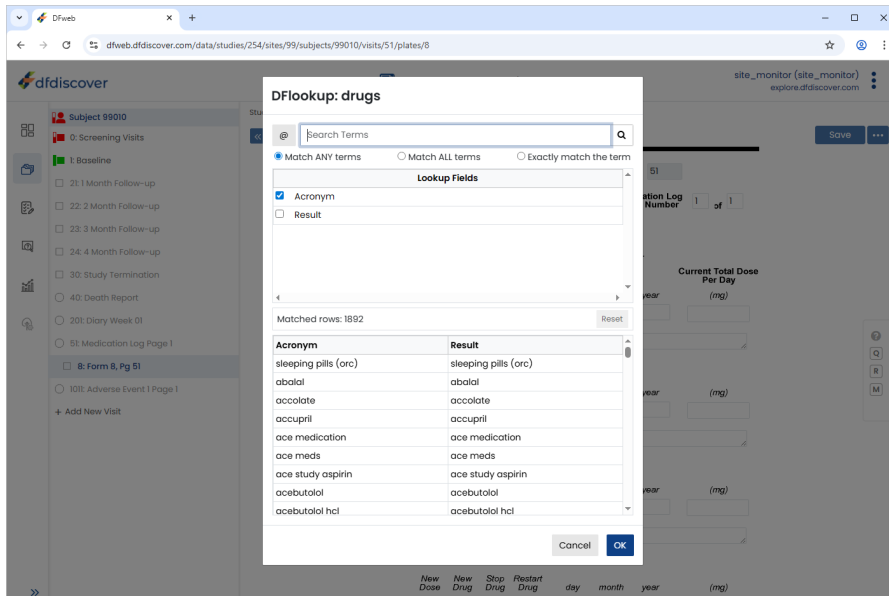 DFweb
dfweb.dfdiscover.com/data/studies/254/sites/99/subjects/99010/visits/51/plates/8
dfdiscover
site_monitor (site_monitor)
explore.dfdiscover.com
Subject 99010
0: Screening Visits
1: Baseline
21: 1 Month Follow-up
22: 2 Month Follow-up
23: 3 Month Follow-up
24: 4 Month Follow-up
30: Study Termination
40: Death Report
201: Diary Week 01
51: Medication Log Page 1
8: Form 8, Pg 51
1011: Adverse Event 1 Page 1
+ Add New Visit
Stu
DFlookup: drugs
@ Search Terms
Match ANY terms Match ALL terms Exactly match the term
Lookup Fields
Acronym
Result
Matched rows: 1892 Reset
Acronym Result
sleeping pills (orc) sleeping pills (orc)
abalal abalal
accolate accolate
accupril accupril
ace medication ace medication
ace meds ace meds
ace study aspirin ace study aspirin
acebutolol acebutolol
acebutolol hcl acebutolol hcl
Cancel OK
Save
51
ation Log
Number 1 of 1
Current Total Dose
Per Day
year (mg)
year (mg)
year (mg)
Q
R
M
New Dose New Drug Stop Drug Restart Drug day month year (mg)